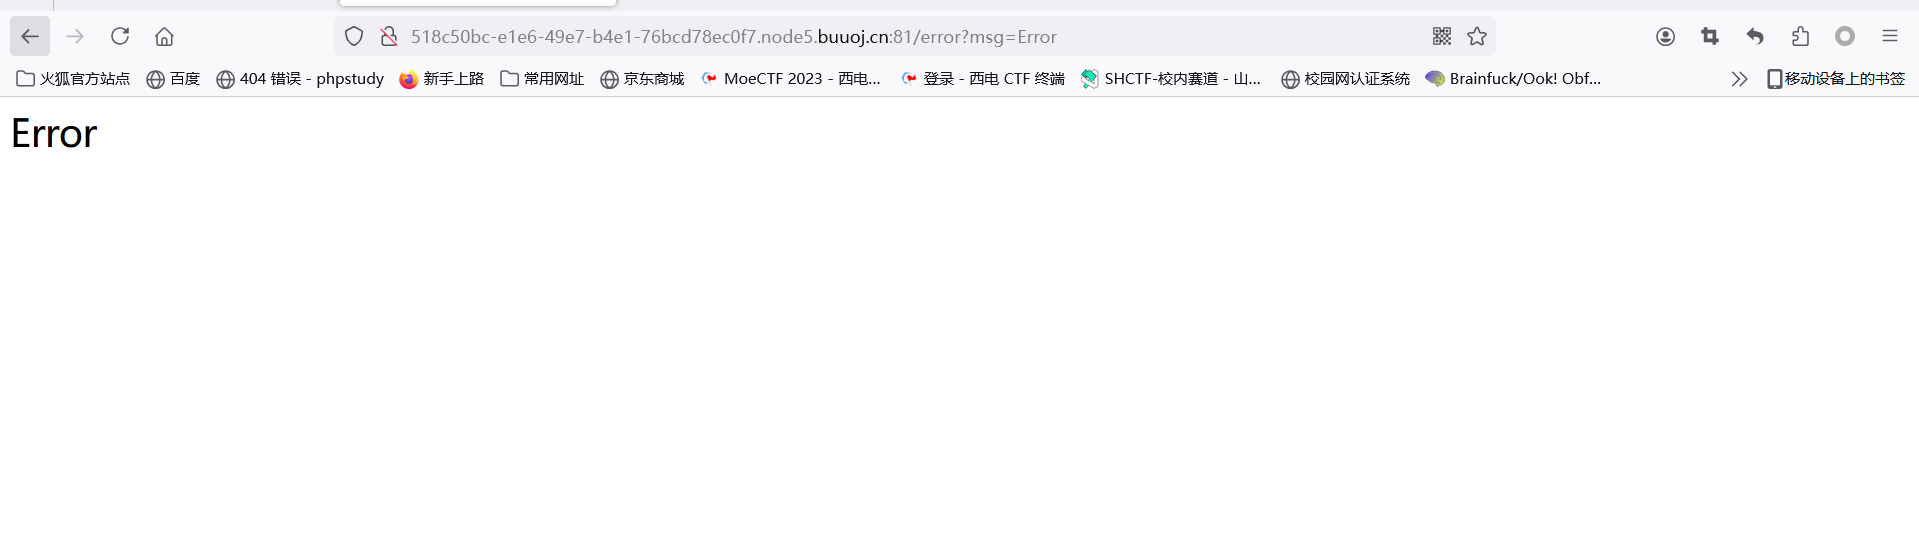 518c50bc-e1e6-49e7-b4e1-76bcd78ec0f7.node5.buuoj.cn:81/error?msg=Error
火狐官方站点 百度 404 错误 - phpstudy 新手上路 常用网址 京东商城 MoeCTF 2023 - 西电... 登录 - 西电 CTF 终端 SHCTF-校内赛道 - 山... 校园网认证系统 Brainfuck/Ook! Obf... 移动设备上的书签
Error